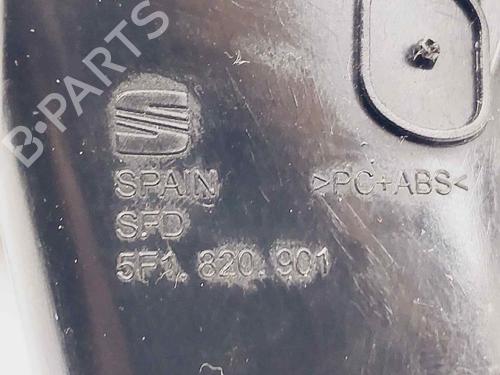 B-PARTS
SPAIN >PC+ABS<
SFD
5F1. 820. 901